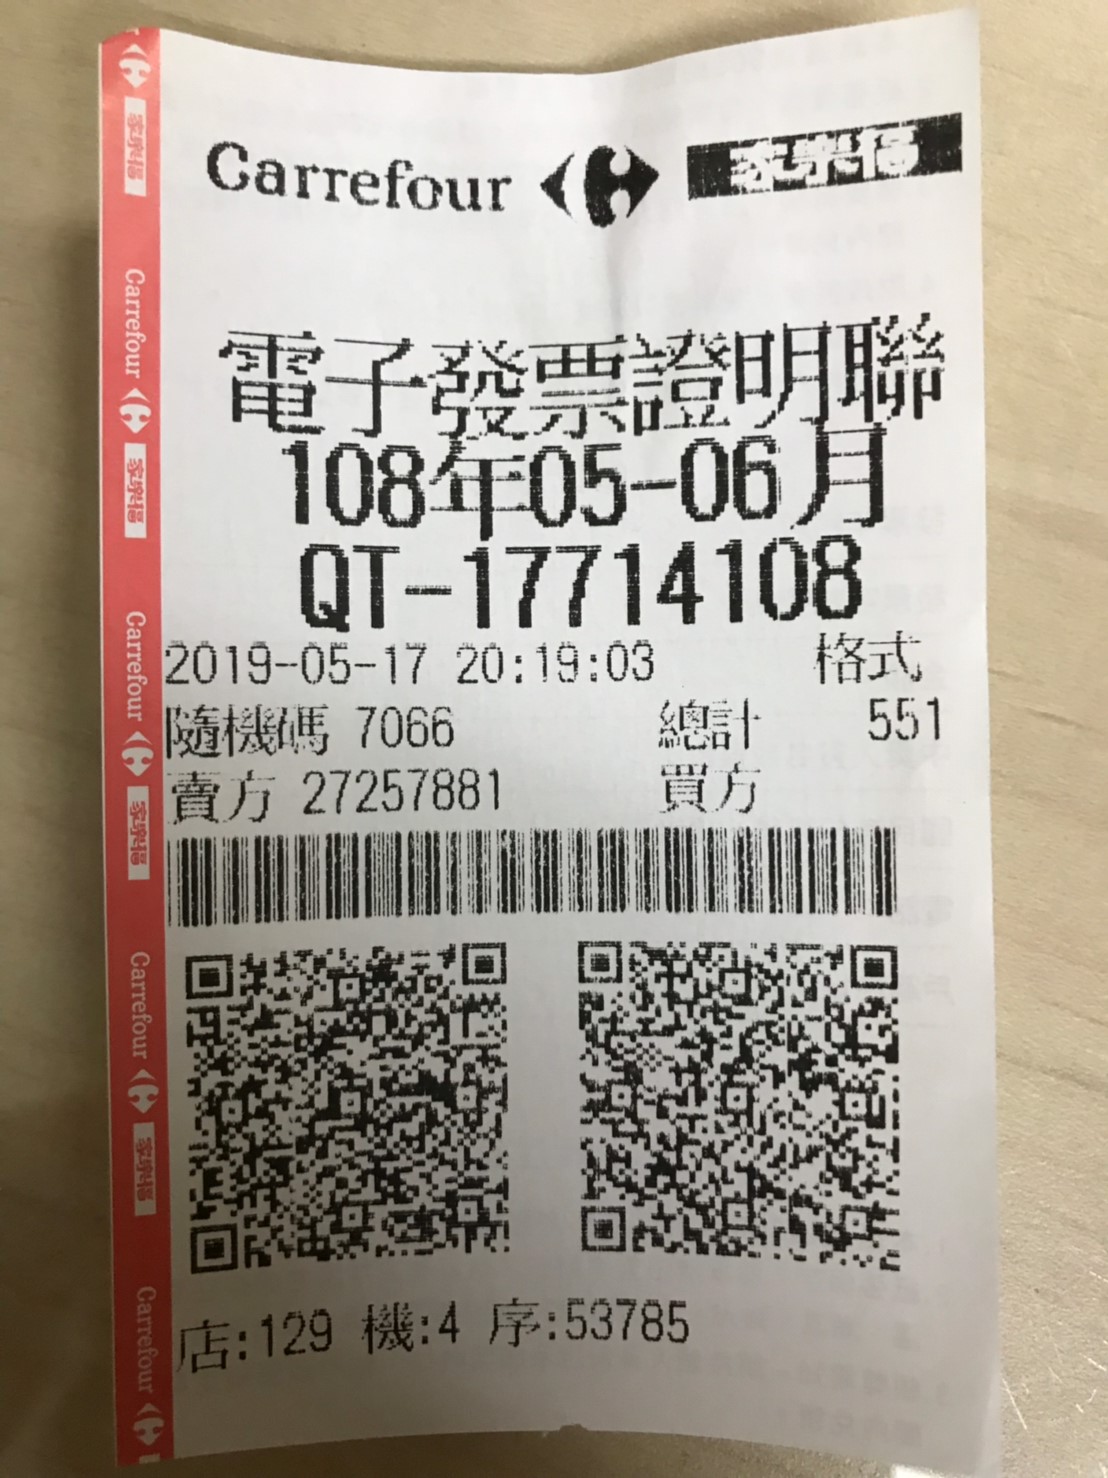 Carrefour 家樂福
電子發票證明聯
108年05-06月
QT-17714108
2019-05-17 20:19:03 格式
隨機碼 7066 總計 551
賣方 27257881 買方
店:129 機:4 序:53785
家樂福
Carrefour
家樂福
Carrefour
家樂福
Carrefour
家樂福
Carrefour